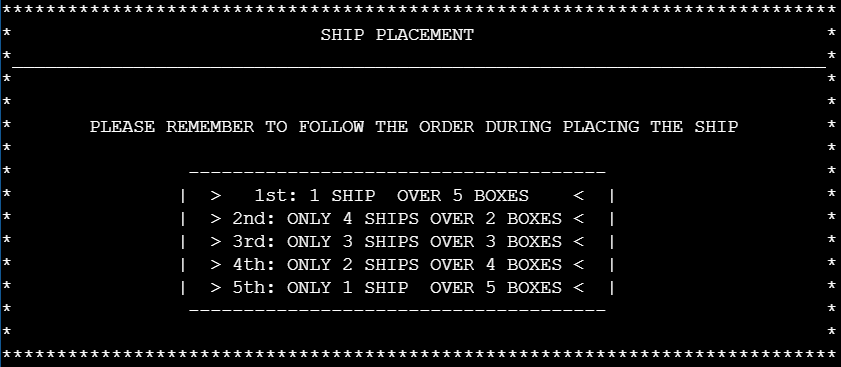 ****************************************************************************
* SHIP PLACEMENT *
*__________________________________________________________________________*
* *
* *
* PLEASE REMEMBER TO FOLLOW THE ORDER DURING PLACING THE SHIP *
* *
* -------------------------------------- *
* | > 1st: 1 SHIP OVER 5 BOXES < | *
* | > 2nd: ONLY 4 SHIPS OVER 2 BOXES < | *
* | > 3rd: ONLY 3 SHIPS OVER 3 BOXES < | *
* | > 4th: ONLY 2 SHIPS OVER 4 BOXES < | *
* | > 5th: ONLY 1 SHIP OVER 5 BOXES < | *
* -------------------------------------- *
* *
****************************************************************************